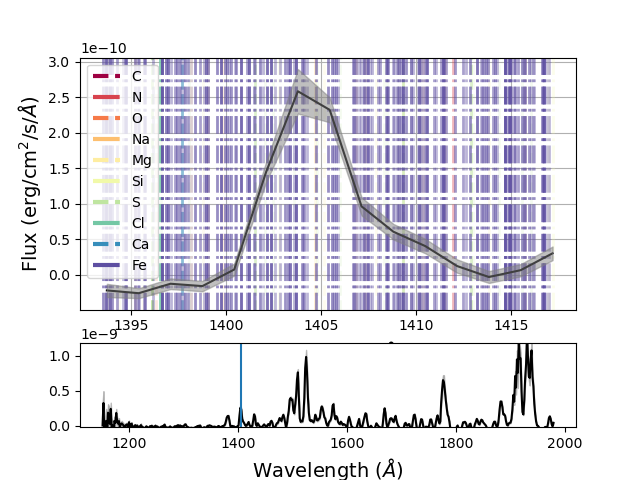 1e−10
3.0
2.5
2.0
1.5
1.0
0.5
0.0
Flux (erg/cm²/s/Å)
C
N
O
Na
Mg
Si
S
Cl
Ca
Fe
1395 1400 1405 1410 1415
1e−9
1.0
0.5
0.0
1200 1400 1600 1800 2000
Wavelength (Å)